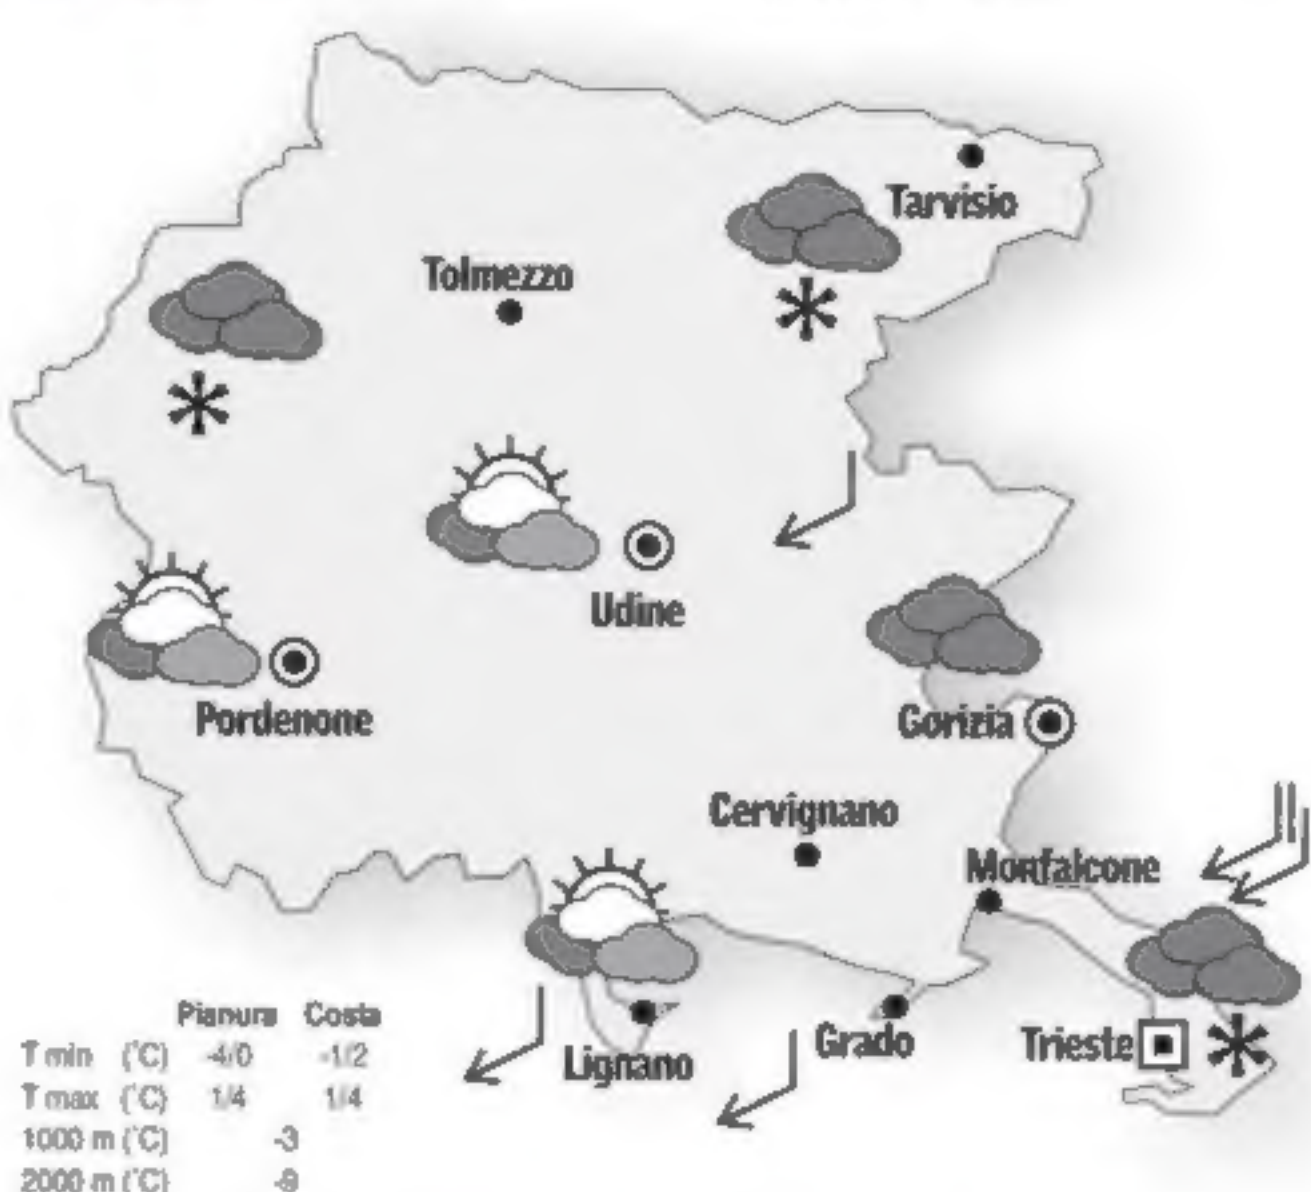 Tarvisio
Tolmezzo
Udine
Pordenone
Gorizia
Cervignano
Monfalcone
Lignano
Grado
Trieste
Pianura Costa
T min (°C) -4/0 -1/2
T max (°C) 1/4 1/4
1000 m (°C) -3
2000 m (°C)